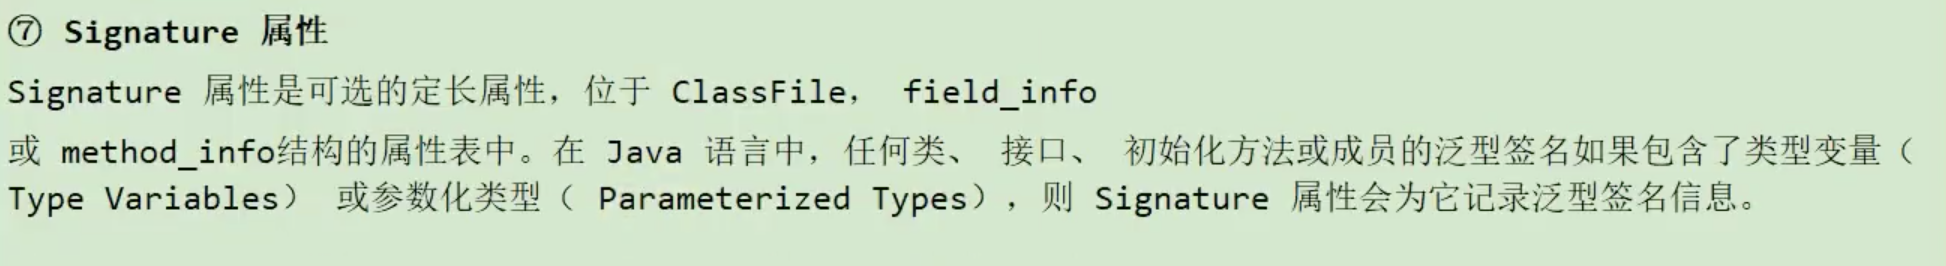 ⑦ Signature 属性
Signature 属性是可选的定长属性，位于 ClassFile， field_info
或 method_info结构的属性表中。在 Java 语言中，任何类、 接口、 初始化方法或成员的泛型签名如果包含了类型变量（
Type Variables） 或参数化类型（ Parameterized Types），则 Signature 属性会为它记录泛型签名信息。